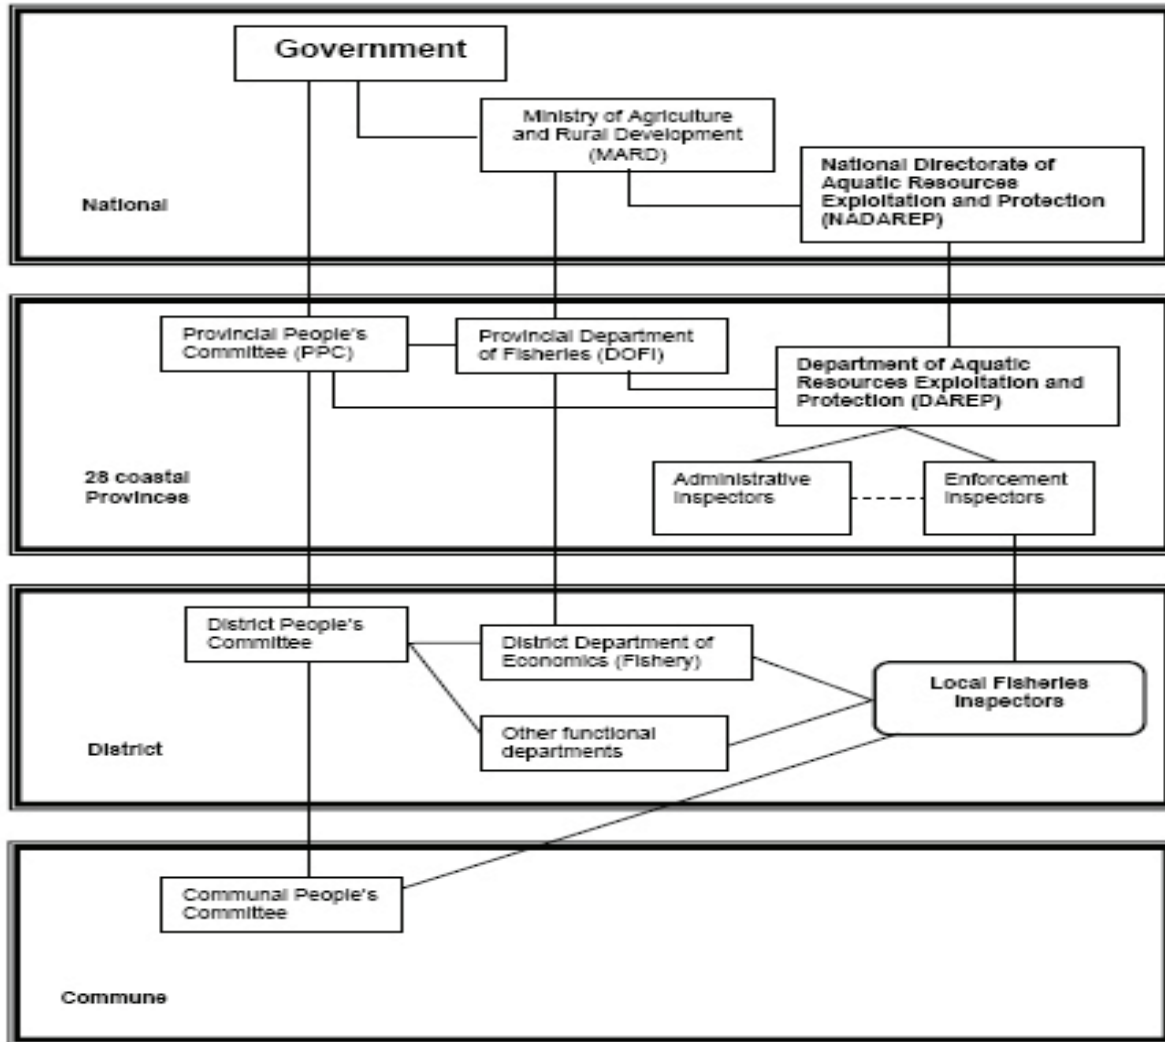 Government
Ministry of Agriculture
and Rural Development
(MARD)
National Directorate of
Aquatic Resources
Exploitation and Protection
(NADAREP)
National
Provincial People's
Committee (PPC)
Provincial Department
of Fisheries (DOFI)
Department of Aquatic
Resources Exploitation and
Protection (DAREP)
28 coastal
Provinces
Administrative
Inspectors
Enforcement
Inspectors
District People's
Committee
District Department of
Economics (Fishery)
Local Fisheries
Inspectors
Other functional
departments
District
Communal People's
Committee
Commune